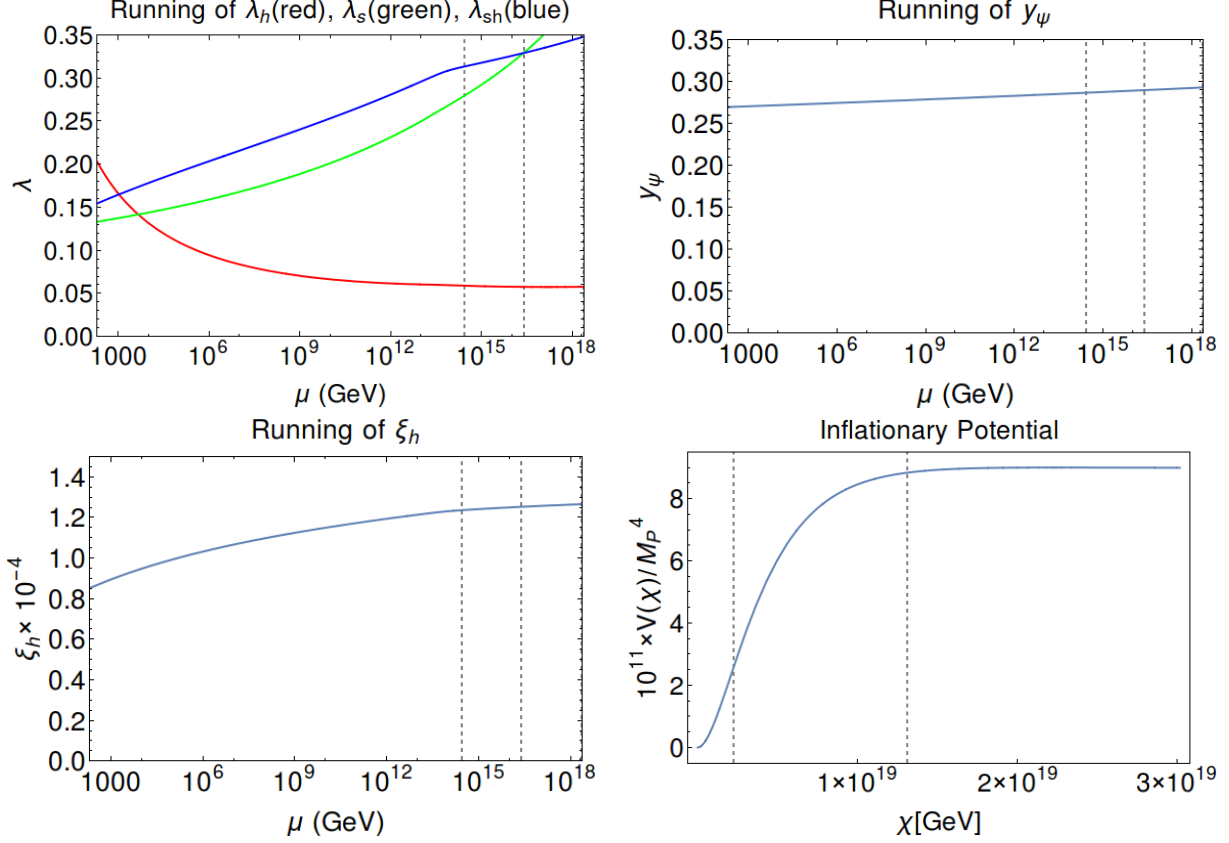 Running of λh(red), λs(green), λsh(blue)
0.35
0.30
0.25
0.20
0.15
0.10
0.05
0.00
λ
1000 10^6 10^9 10^12 10^15 10^18
μ (GeV)
Running of yψ
0.35
0.30
0.25
0.20
0.15
0.10
0.05
0.00
yψ
1000 10^6 10^9 10^12 10^15 10^18
μ (GeV)
Running of ξh
1.4
1.2
1.0
0.8
0.6
0.4
0.2
0.0
ξh × 10^-4
1000 10^6 10^9 10^12 10^15 10^18
μ (GeV)
Inflationary Potential
8
6
4
2
0
10^11×V(χ)/MP^4
1×10^19 2×10^19 3×10^19
χ[GeV]